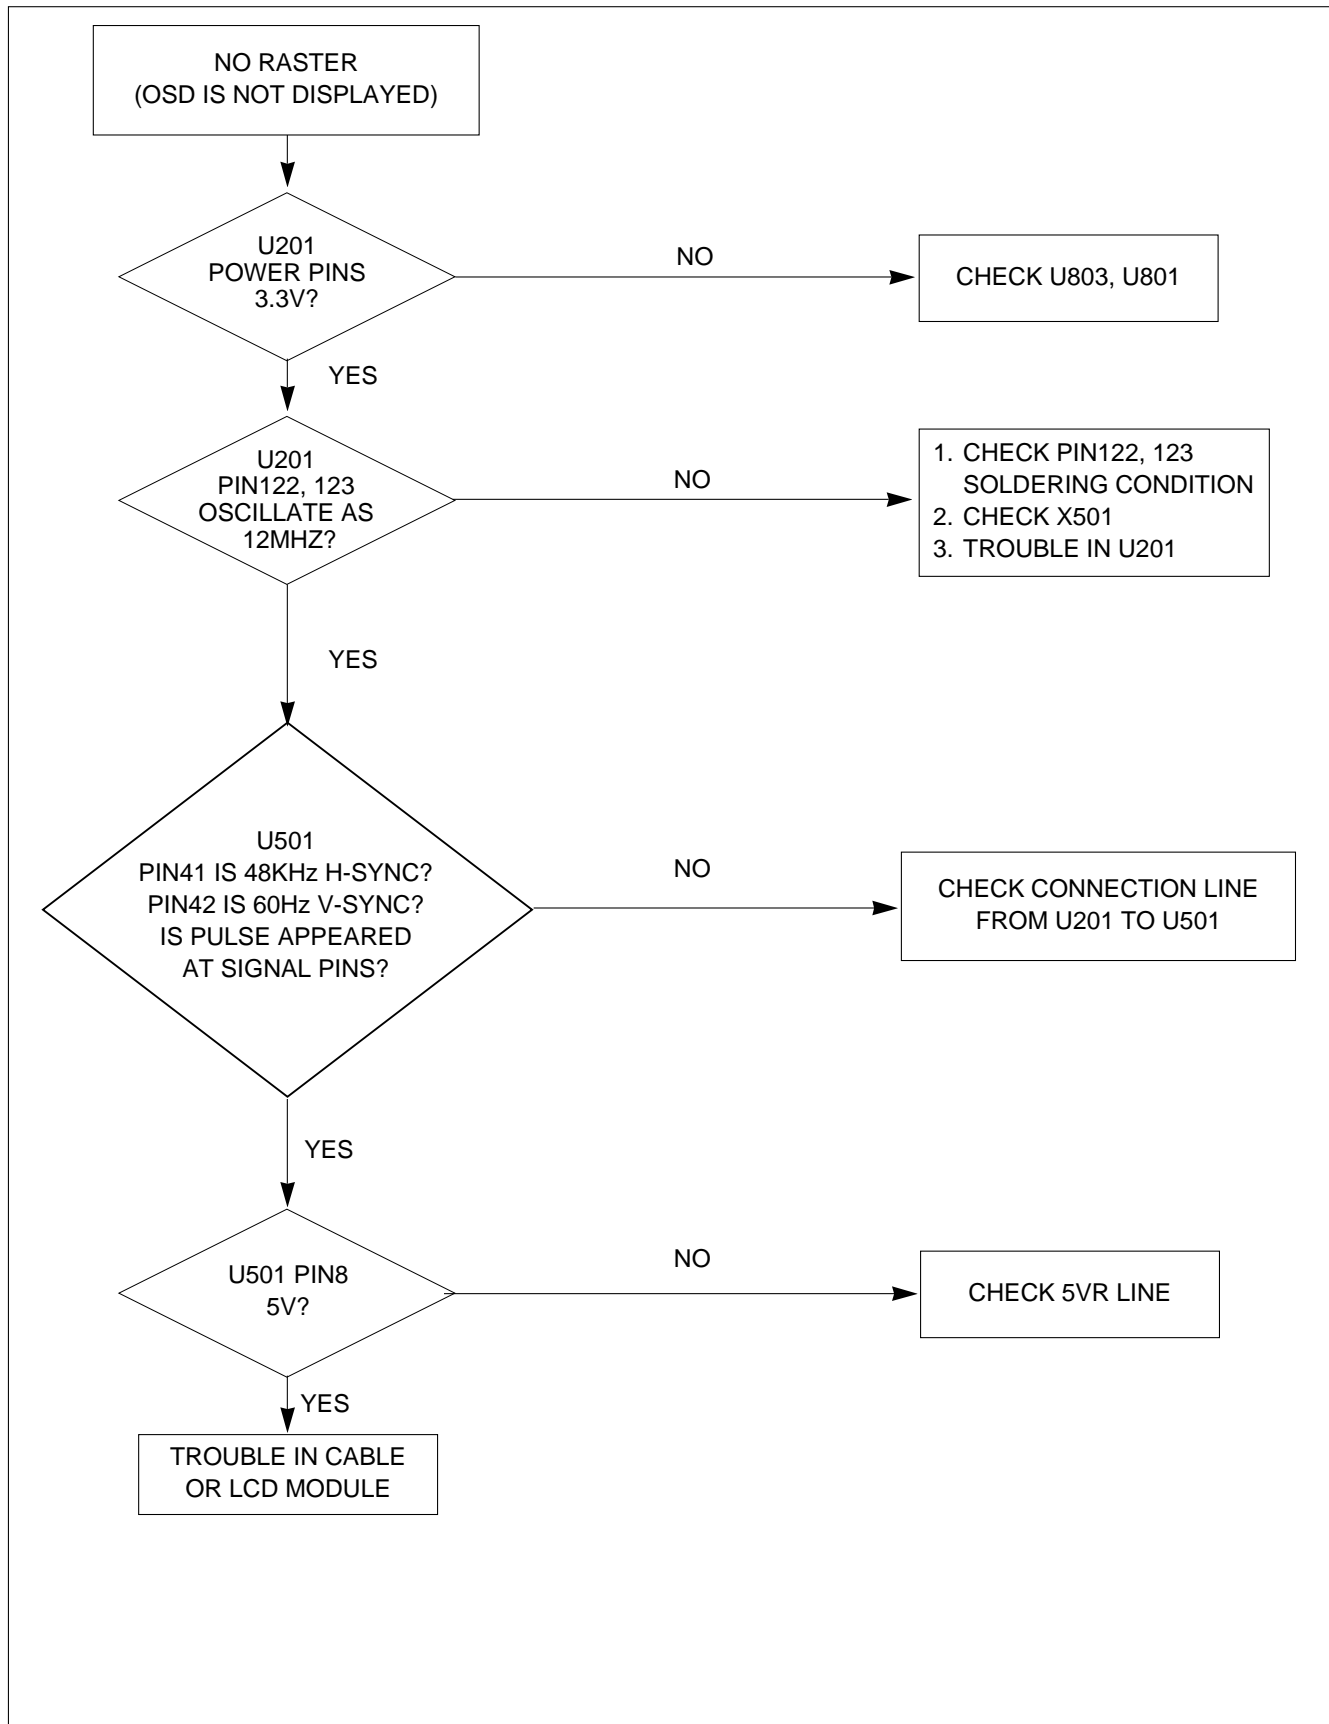 NO RASTER
(OSD IS NOT DISPLAYED)
U201
POWER PINS
3.3V?
NO
CHECK U803, U801
YES
U201
PIN122, 123
OSCILLATE AS
12MHZ?
NO
1. CHECK PIN122, 123
SOLDERING CONDITION
2. CHECK X501
3. TROUBLE IN U201
YES
U501
PIN41 IS 48KHz H-SYNC?
PIN42 IS 60Hz V-SYNC?
IS PULSE APPEARED
AT SIGNAL PINS?
NO
CHECK CONNECTION LINE
FROM U201 TO U501
YES
U501 PIN8
5V?
NO
CHECK 5VR LINE
YES
TROUBLE IN CABLE
OR LCD MODULE